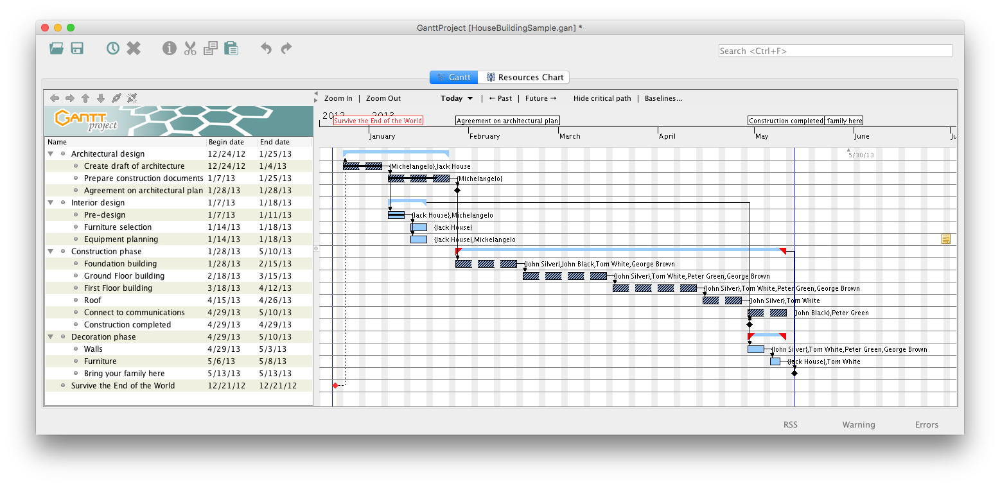 GanttProject [HouseBuildingSample.gan] *
Search <Ctrl+F>
Gantt Resources Chart
Zoom In | Zoom Out Today | ← Past | Future → Hide critical path | Baselines...
GANTT project
2012 2013
Survive the End of the World Agreement on architectural plan Construction completed family here
January February March April May June
Name Begin date End date
Architectural design 12/24/12 1/25/13 5/30/13
Create draft of architecture 12/24/12 1/4/13 {Michelangelo},Jack House
Prepare construction documents 1/7/13 1/25/13 {Michelangelo}
Agreement on architectural plan 1/28/13 1/28/13
Interior design 1/7/13 1/18/13
Pre-design 1/7/13 1/11/13 {Jack House},Michelangelo
Furniture selection 1/14/13 1/18/13 {Jack House}
Equipment planning 1/14/13 1/18/13 {Jack House},Michelangelo
Construction phase 1/28/13 5/10/13
Foundation building 1/28/13 2/15/13 {John Silver},John Black,Tom White,George Brown
Ground Floor building 2/18/13 3/15/13 {John Silver},Tom White,Peter Green,George Brown
First Floor building 3/18/13 4/12/13 {John Silver},Tom White,Peter Green,George Brown
Roof 4/15/13 4/26/13 {John Silver},Tom White
Connect to communications 4/29/13 5/10/13 {John Black},Peter Green
Construction completed 4/29/13 4/29/13
Decoration phase 4/29/13 5/10/13
Walls 4/29/13 5/3/13 {John Silver},Tom White,Peter Green,George Brown
Furniture 5/6/13 5/8/13 {Jack House},Tom White
Bring your family here 5/13/13 5/13/13
Survive the End of the World 12/21/12 12/21/12
RSS Warning Errors